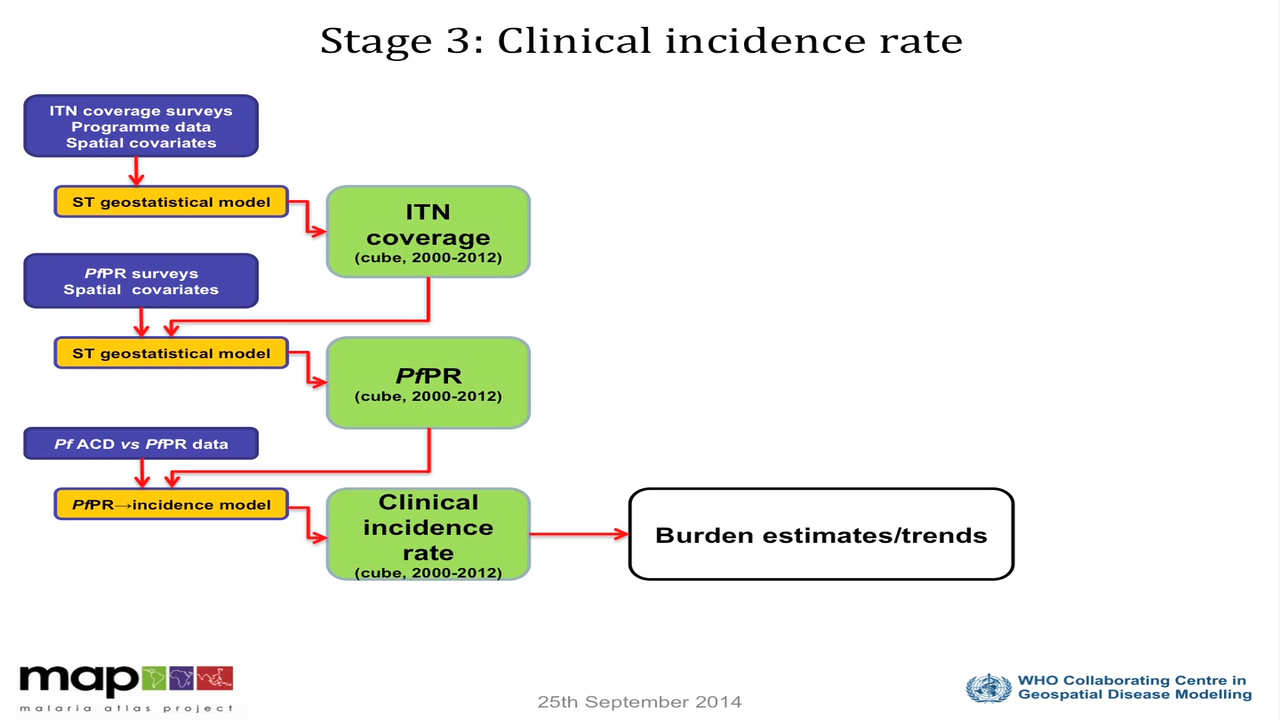 Stage 3: Clinical incidence rate
ITN coverage surveys
Programme data
Spatial covariates
ST geostatistical model
ITN
coverage
(cube, 2000-2012)
PfPR surveys
Spatial covariates
ST geostatistical model
PfPR
(cube, 2000-2012)
Pf ACD vs PfPR data
PfPR→incidence model
Clinical
incidence
rate
(cube, 2000-2012)
Burden estimates/trends
map
malaria atlas project
25th September 2014
WHO Collaborating Centre in
Geospatial Disease Modelling